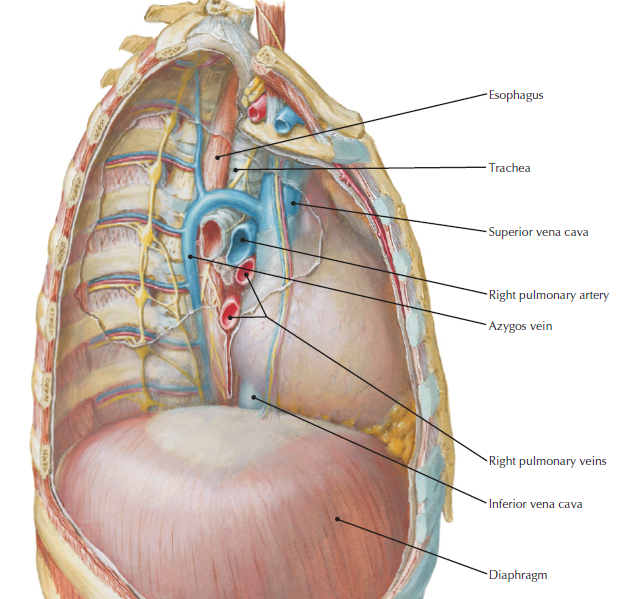 Esophagus
Trachea
Superior vena cava
Right pulmonary artery
Azygos vein
Right pulmonary veins
Inferior vena cava
Diaphragm